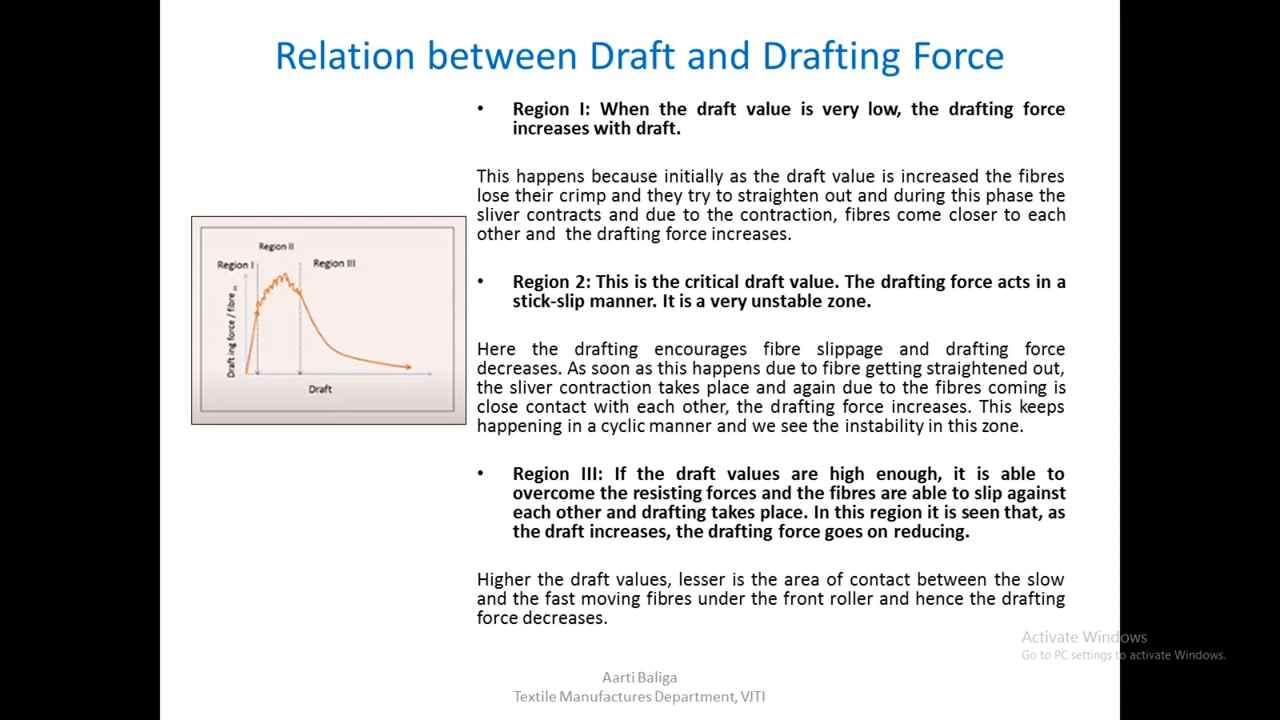 Relation between Draft and Drafting Force
• Region I: When the draft value is very low, the drafting force
increases with draft.
This happens because initially as the draft value is increased the fibres
lose their crimp and they try to straighten out and during this phase the
sliver contracts and due to the contraction, fibres come closer to each
other and the drafting force increases.
• Region 2: This is the critical draft value. The drafting force acts in a
stick-slip manner. It is a very unstable zone.
Here the drafting encourages fibre slippage and drafting force
decreases. As soon as this happens due to fibre getting straightened out,
the sliver contraction takes place and again due to the fibres coming is
close contact with each other, the drafting force increases. This keeps
happening in a cyclic manner and we see the instability in this zone.
• Region III: If the draft values are high enough, it is able to
overcome the resisting forces and the fibres are able to slip against
each other and drafting takes place. In this region it is seen that, as
the draft increases, the drafting force goes on reducing.
Higher the draft values, lesser is the area of contact between the slow
and the fast moving fibres under the front roller and hence the drafting
force decreases.
Region II
Region I
Region III
Drafting force / fibre
Draft
Activate Windows
Go to PC settings to activate Windows.
Aarti Baliga
Textile Manufactures Department, VJTI